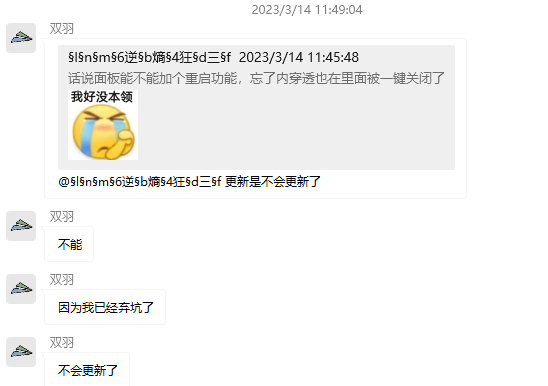 2023/3/14 11:49:04
双羽
§l§n§m§6逆§b熵§4狂§d三§f 2023/3/14 11:45:48
话说面板能不能加个重启功能，忘了内穿透也在里面被一键关闭了
我好没本领
@§l§n§m§6逆§b熵§4狂§d三§f 更新是不会更新了
双羽
不能
双羽
因为我已经弃坑了
双羽
不会更新了